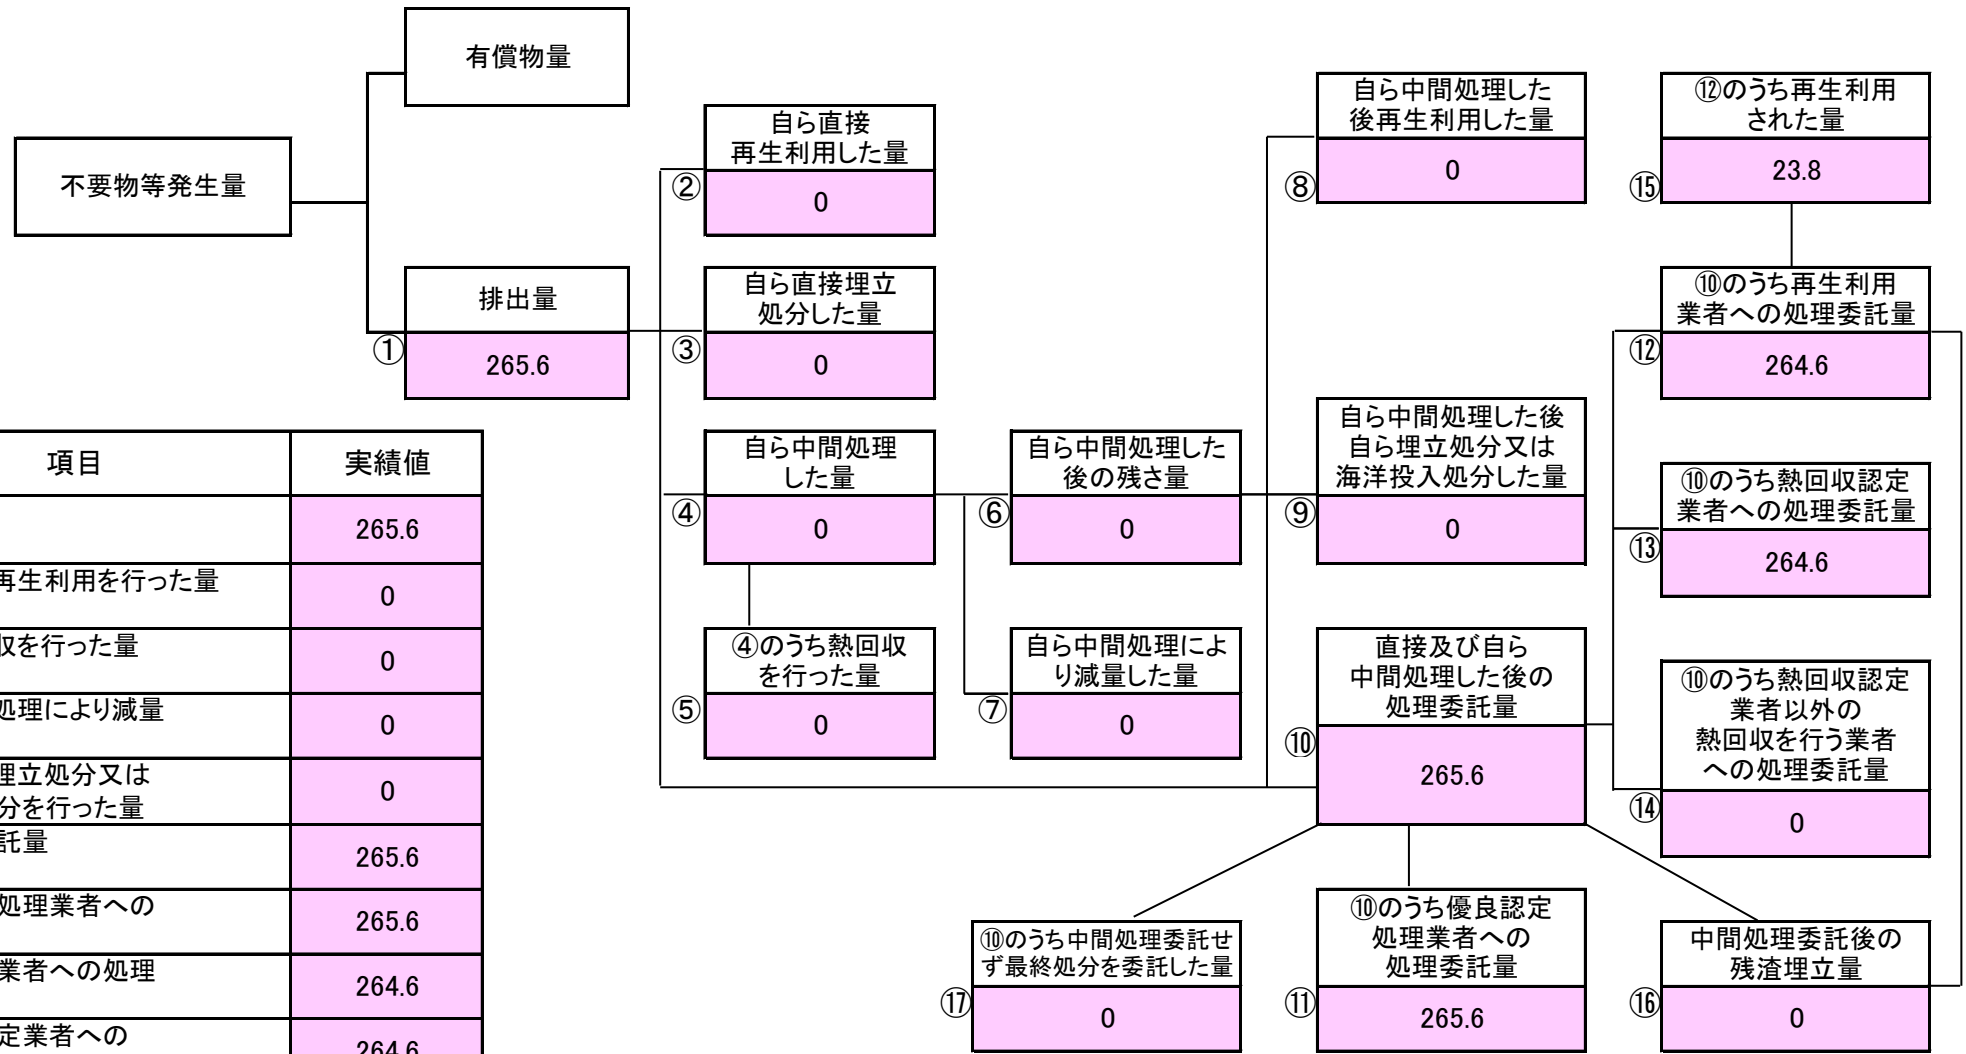 有償物量
不要物等発生量
排出量
①
265.6
自ら直接
再生利用した量
②
0
自ら直接埋立
処分した量
③
0
自ら中間処理
した量
④
0
④のうち熱回収
を行った量
⑤
0
自ら中間処理した
後の残さ量
⑥
0
自ら中間処理によ
り減量した量
⑦
0
自ら中間処理した
後再生利用した量
⑧
0
自ら中間処理した後
自ら埋立処分又は
海洋投入処分した量
⑨
0
直接及び自ら
中間処理した後の
処理委託量
⑩
265.6
⑫のうち再生利用
された量
⑮
23.8
⑩のうち再生利用
業者への処理委託量
⑫
264.6
⑩のうち熱回収認定
業者への処理委託量
⑬
264.6
⑩のうち熱回収認定
業者以外の
熱回収を行う業者
への処理委託量
⑭
0
⑩のうち中間処理委託せ
ず最終処分を委託した量
⑰
0
⑩のうち優良認定
処理業者への
処理委託量
⑪
265.6
中間処理委託後の
残渣埋立量
⑯
0
項目
実績値
265.6
再生利用を行った量
0
収を行った量
0
処理により減量
0
埋立処分又は
分を行った量
0
託量
265.6
処理業者への
265.6
業者への処理
264.6
定業者への
264.6